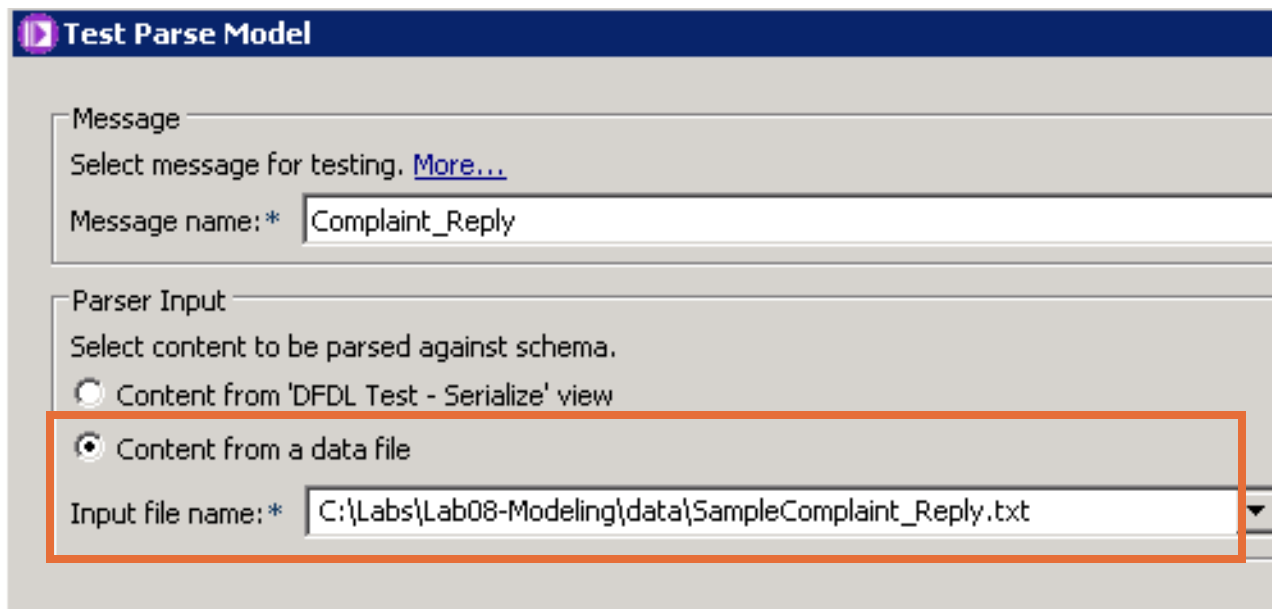 Test Parse Model
Message
Select message for testing. More...
Message name:* Complaint_Reply
Parser Input
Select content to be parsed against schema.
Content from 'DFDL Test - Serialize' view
Content from a data file
Input file name:* C:\Labs\Lab08-Modeling\data\SampleComplaint_Reply.txt